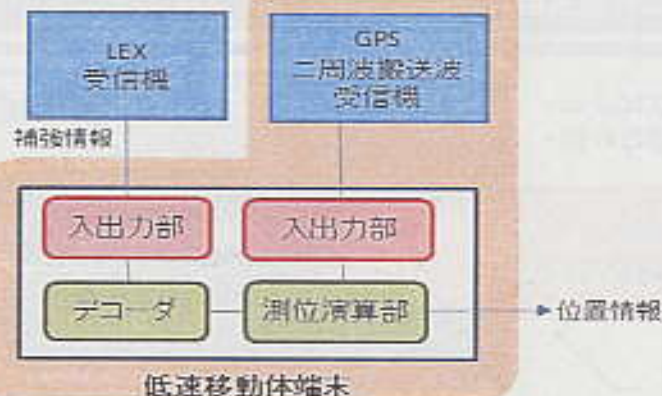 LEX
受信機
GPS
二周波搬送波
受信機
補強情報
入出力部
入出力部
デコーダ
測位演算部
位置情報
低速移動体端末